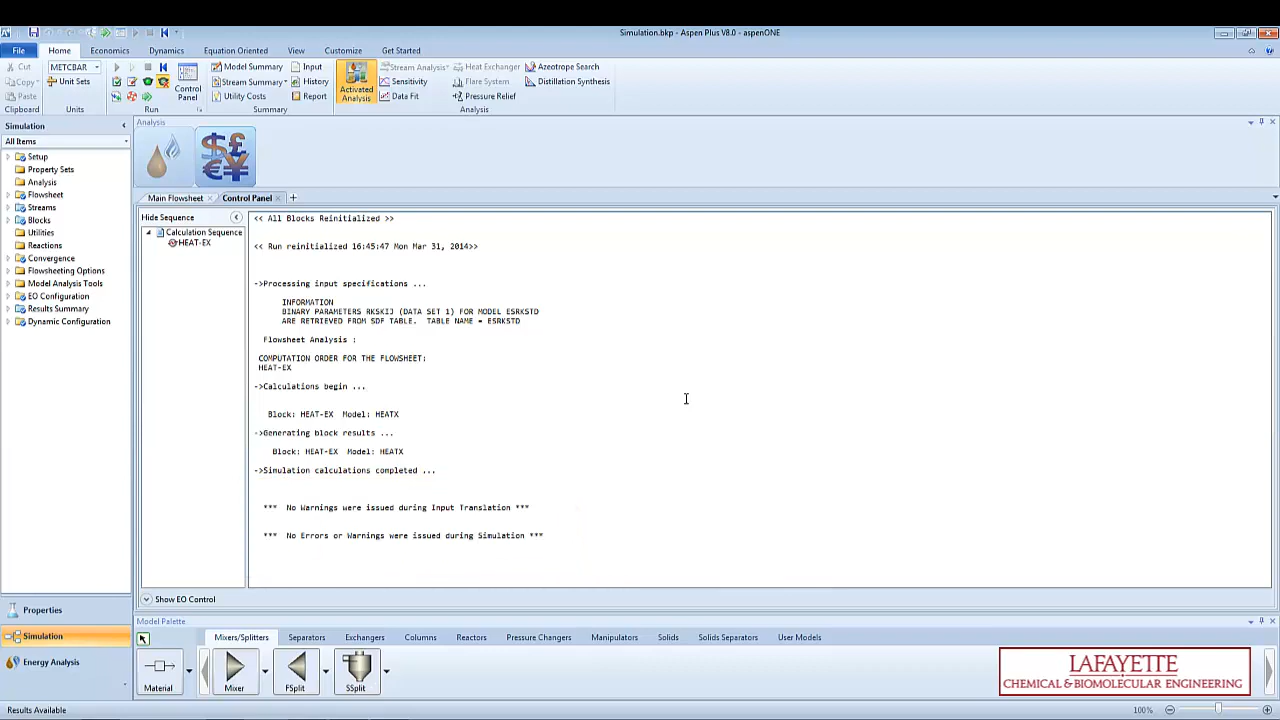 Simulation.bkp - Aspen Plus V8.0 - aspenONE
File Home Economics Dynamics Equation Oriented View Customize Get Started
Cut METCBAR Model Summary Input Stream Analysis Heat Exchanger Azeotrope Search
Copy Unit Sets Control Panel Stream Summary History Activated Analysis Sensitivity Flare System Distillation Synthesis
Paste Utility Costs Report Data Fit Pressure Relief
Clipboard Units Run Summary Analysis
Simulation
All Items
Setup
Property Sets
Analysis
Flowsheet
Streams
Blocks
Utilities
Reactions
Convergence
Flowsheeting Options
Model Analysis Tools
EO Configuration
Results Summary
Dynamic Configuration
Properties
Simulation
Energy Analysis
Analysis
Main Flowsheet Control Panel
Hide Sequence
Calculation Sequence
HEAT-EX
<< All Blocks Reinitialized >>
<< Run reinitialized 16:45:47 Mon Mar 31, 2014>>
->Processing input specifications ...
INFORMATION
BINARY PARAMETERS RKSKIJ (DATA SET 1) FOR MODEL ESRKSTD
ARE RETRIEVED FROM SDF TABLE. TABLE NAME = ESRKSTD
Flowsheet Analysis :
COMPUTATION ORDER FOR THE FLOWSHEET:
HEAT-EX
->Calculations begin ...
Block: HEAT-EX Model: HEATX
->Generating block results ...
Block: HEAT-EX Model: HEATX
->Simulation calculations completed ...
*** No Warnings were issued during Input Translation ***
*** No Errors or Warnings were issued during Simulation ***
Show EO Control
Model Palette
Mixers/Splitters Separators Exchangers Columns Reactors Pressure Changers Manipulators Solids Solids Separators User Models
Material Mixer FSplit SSplit
LAFAYETTE
CHEMICAL & BIOMOLECULAR ENGINEERING
Results Available 100%